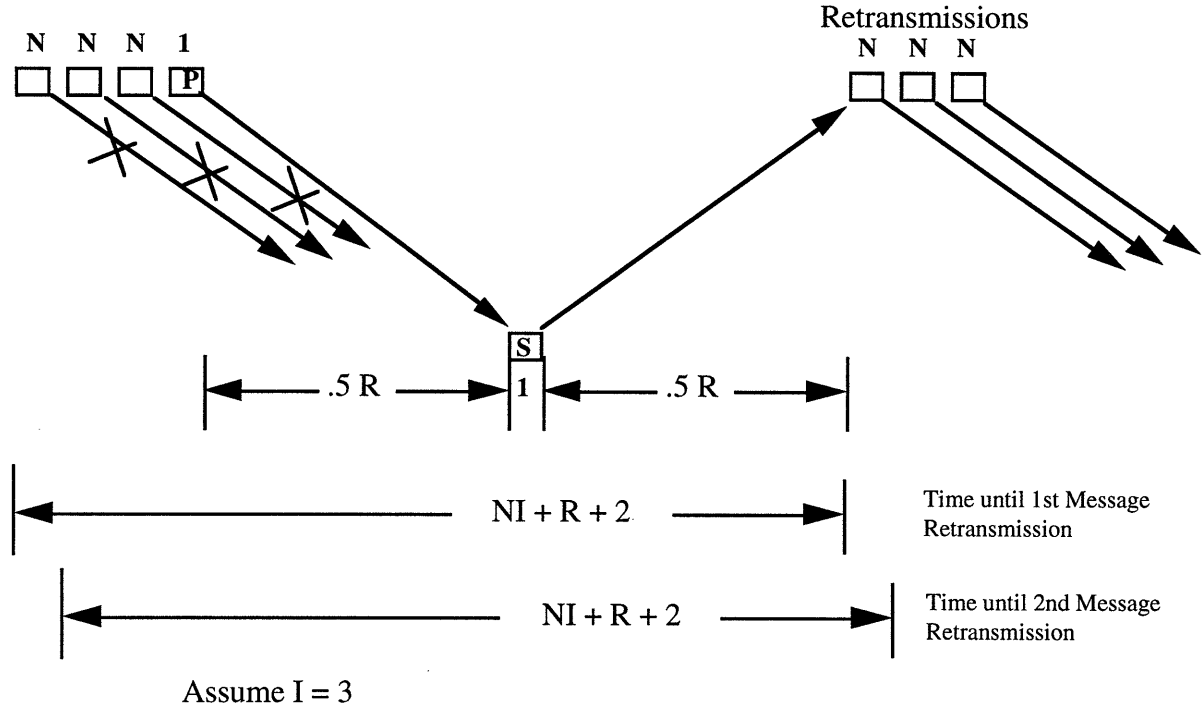 Retransmissions
N N N 1
N N N
P
S
.5 R 1 .5 R
NI + R + 2
Time until 1st Message
Retransmission
NI + R + 2
Time until 2nd Message
Retransmission
Assume I = 3